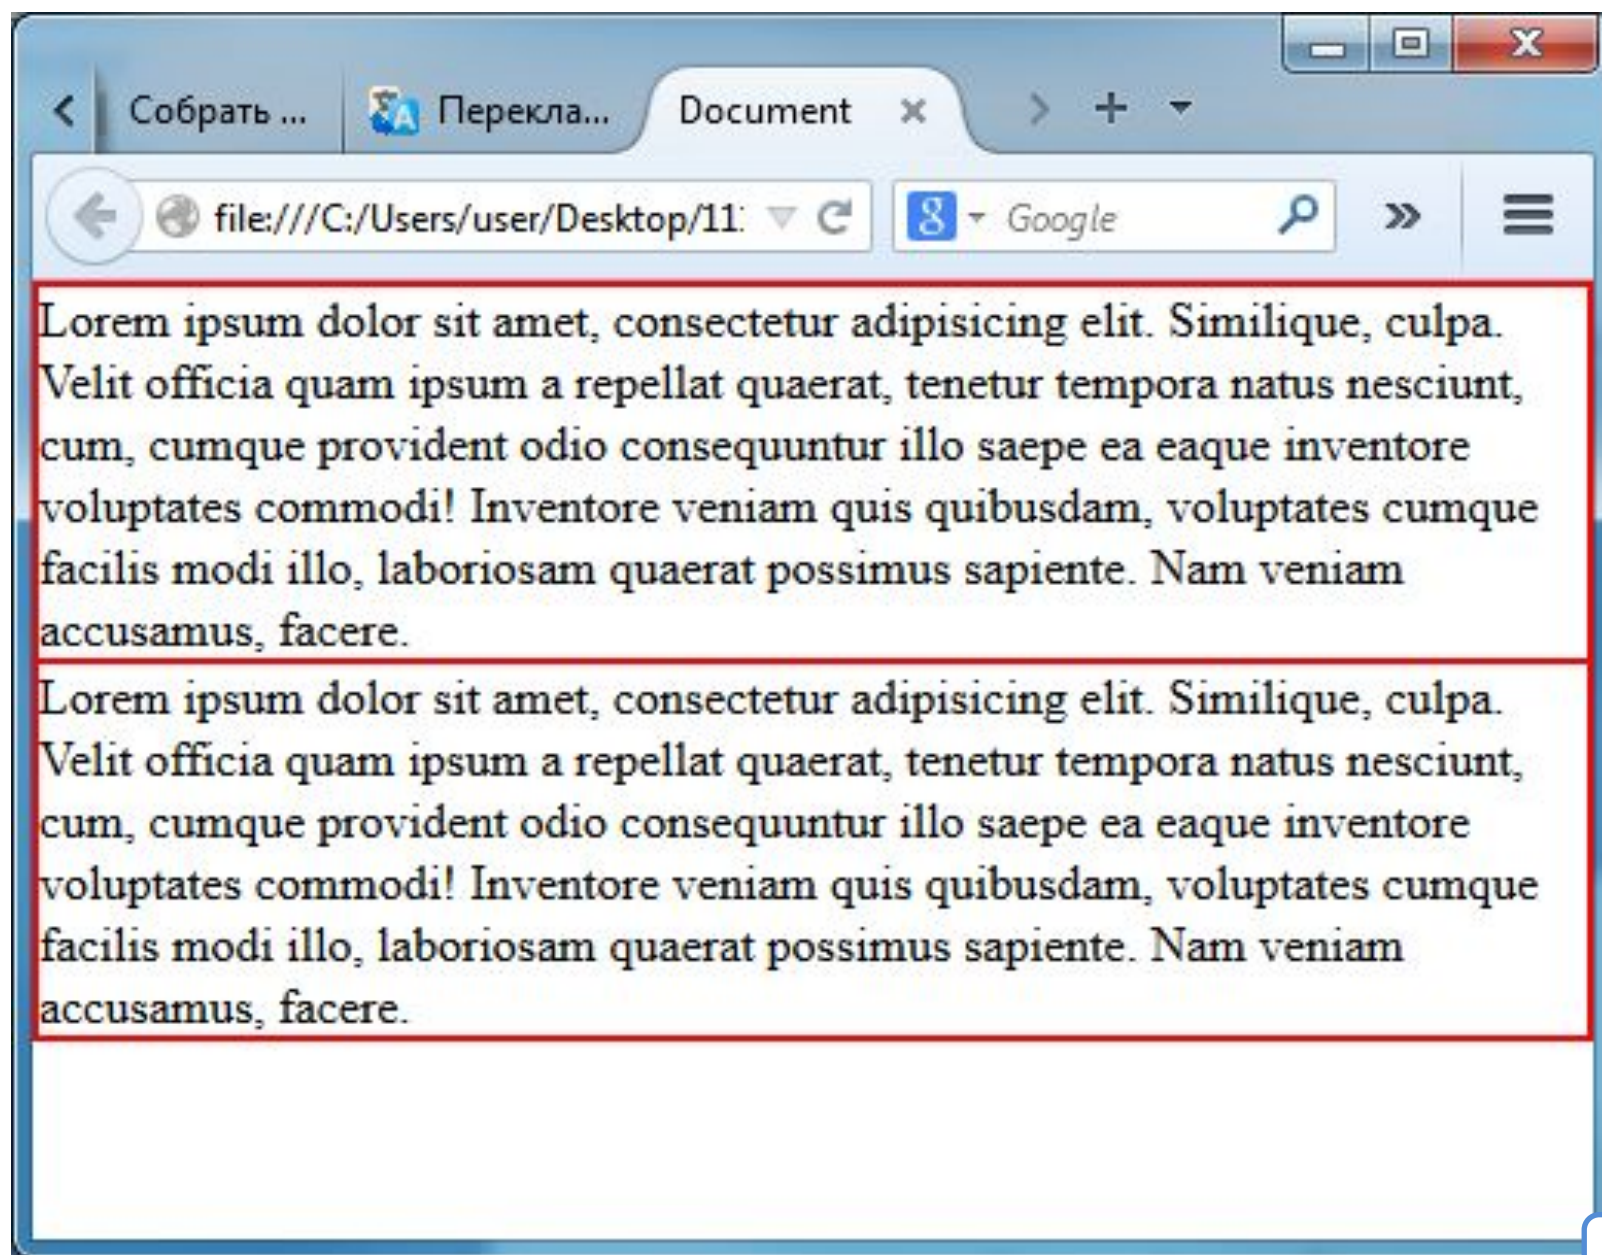 Собрать ...
Перекла...
Document
file:///C:/Users/user/Desktop/11
8
Google
Lorem ipsum dolor sit amet, consectetur adipisicing elit. Similique, culpa.
Velit officia quam ipsum a repellat quaerat, tenetur tempora natus nesciunt,
cum, cumque provident odio consequuntur illo saepe ea eaque inventore
voluptates commodi! Inventore veniam quis quibusdam, voluptates cumque
facilis modi illo, laboriosam quaerat possimus sapiente. Nam veniam
accusamus, facere.
Lorem ipsum dolor sit amet, consectetur adipisicing elit. Similique, culpa.
Velit officia quam ipsum a repellat quaerat, tenetur tempora natus nesciunt,
cum, cumque provident odio consequuntur illo saepe ea eaque inventore
voluptates commodi! Inventore veniam quis quibusdam, voluptates cumque
facilis modi illo, laboriosam quaerat possimus sapiente. Nam veniam
accusamus, facere.